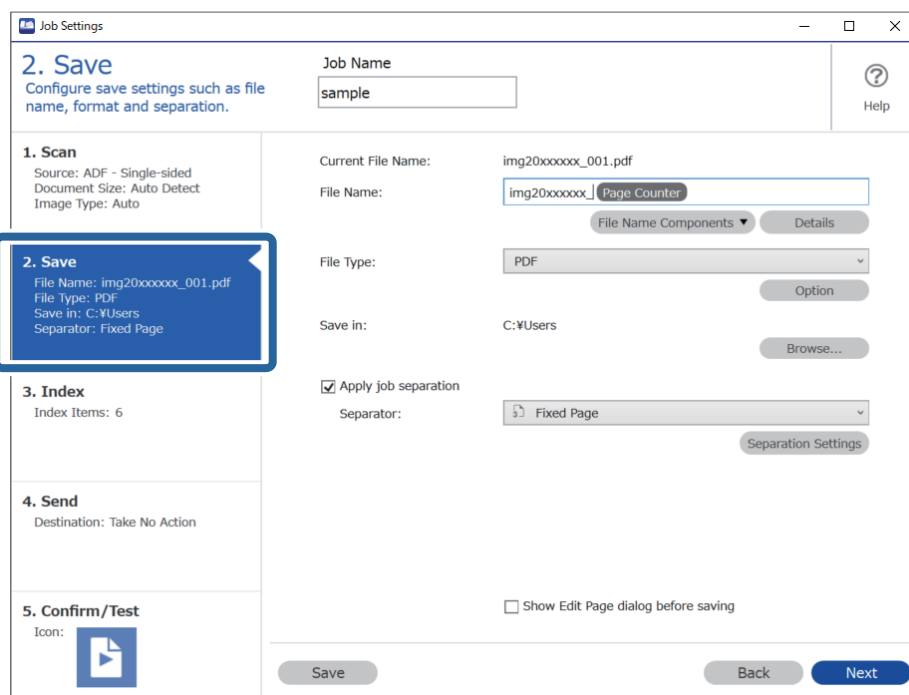 Job Settings
2. Save
Configure save settings such as file
name, format and separation.
Job Name
sample
Help
1. Scan
Source: ADF - Single-sided
Document Size: Auto Detect
Image Type: Auto
2. Save
File Name: img20xxxxxx_001.pdf
File Type: PDF
Save in: C:¥Users
Separator: Fixed Page
3. Index
Index Items: 6
4. Send
Destination: Take No Action
5. Confirm/Test
Icon:
Current File Name: img20xxxxxx_001.pdf
File Name: img20xxxxxx_ Page Counter
File Name Components ▼ Details
File Type: PDF
Option
Save in: C:¥Users
Browse...
Apply job separation
Separator: Fixed Page
Separation Settings
Show Edit Page dialog before saving
Save Back Next